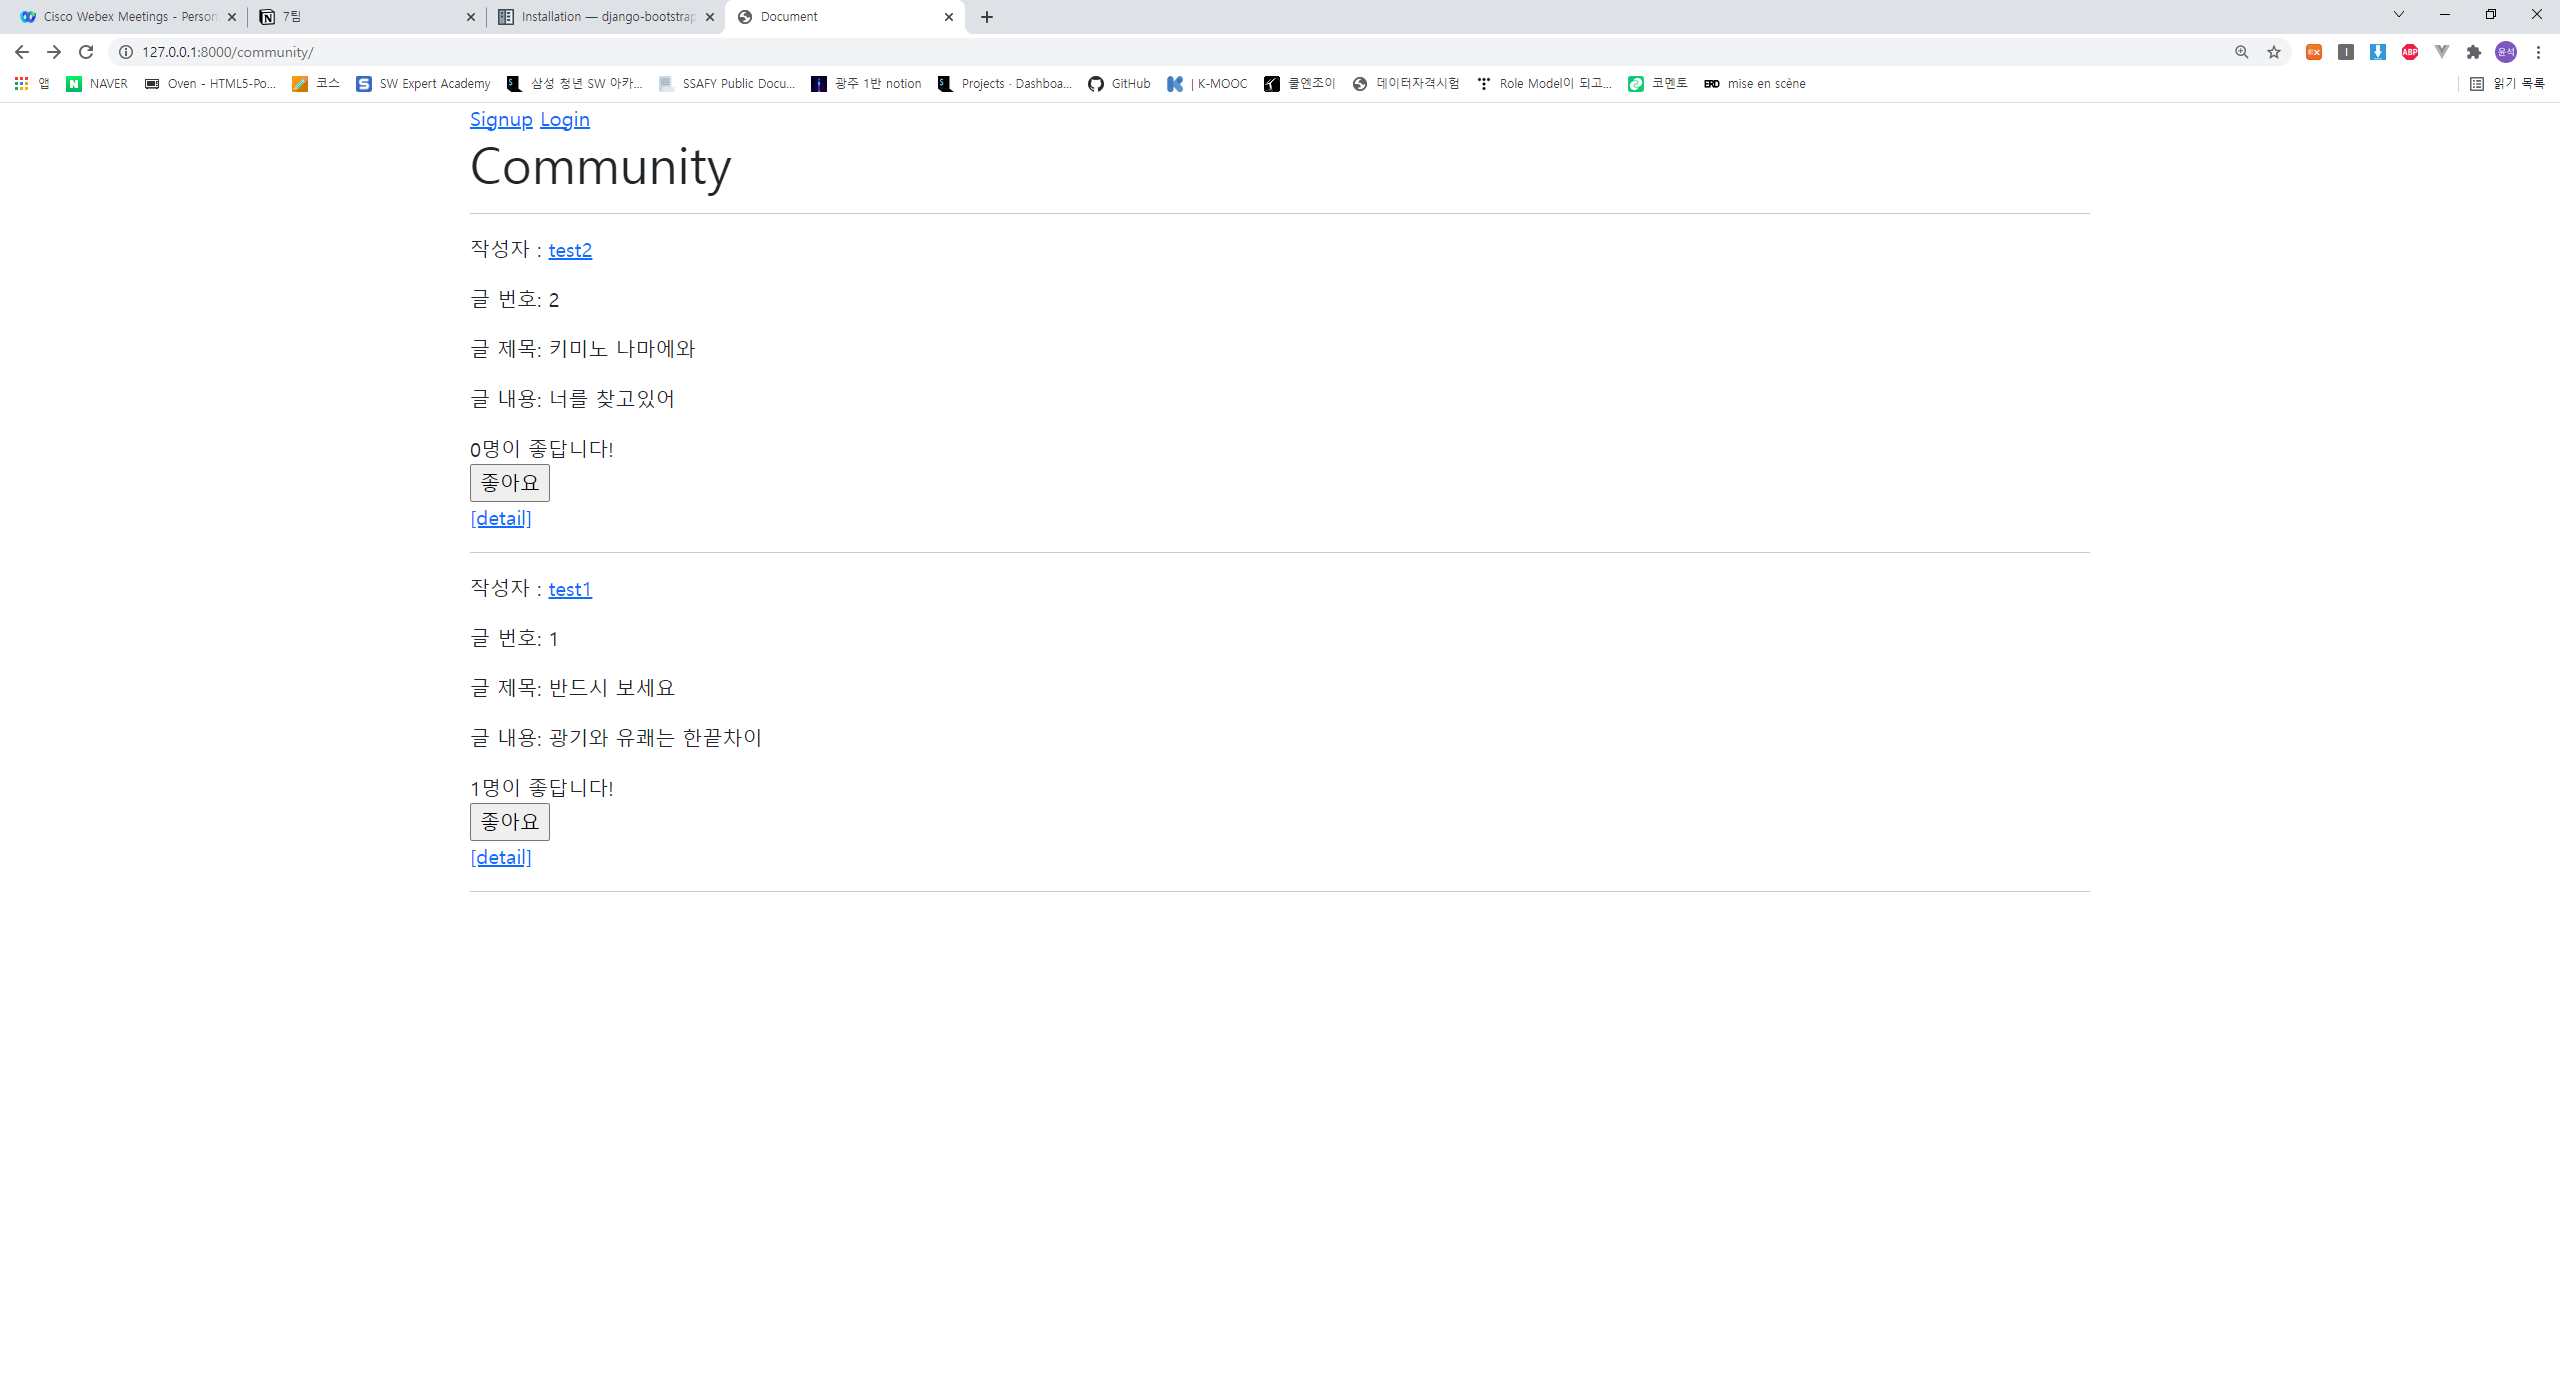 Cisco Webex Meetings - Person
7팀
Installation — django-bootstrap
Document
127.0.0.1:8000/community/
EX
ABP
윤석
앱
NAVER
Oven - HTML5-Po...
코스
SW Expert Academy
삼성 청년 SW 아카...
SSAFY Public Docu...
광주 1반 notion
Projects · Dashboa...
GitHub
| K-MOOC
쿨엔조이
데이터자격시험
Role Model이 되고...
코멘토
ERD mise en scène
읽기 목록
Signup Login
Community
작성자 : test2
글 번호: 2
글 제목: 키미노 나마에와
글 내용: 너를 찾고있어
0명이 좋답니다!
좋아요
[detail]
작성자 : test1
글 번호: 1
글 제목: 반드시 보세요
글 내용: 광기와 유쾌는 한끝차이
1명이 좋답니다!
좋아요
[detail]